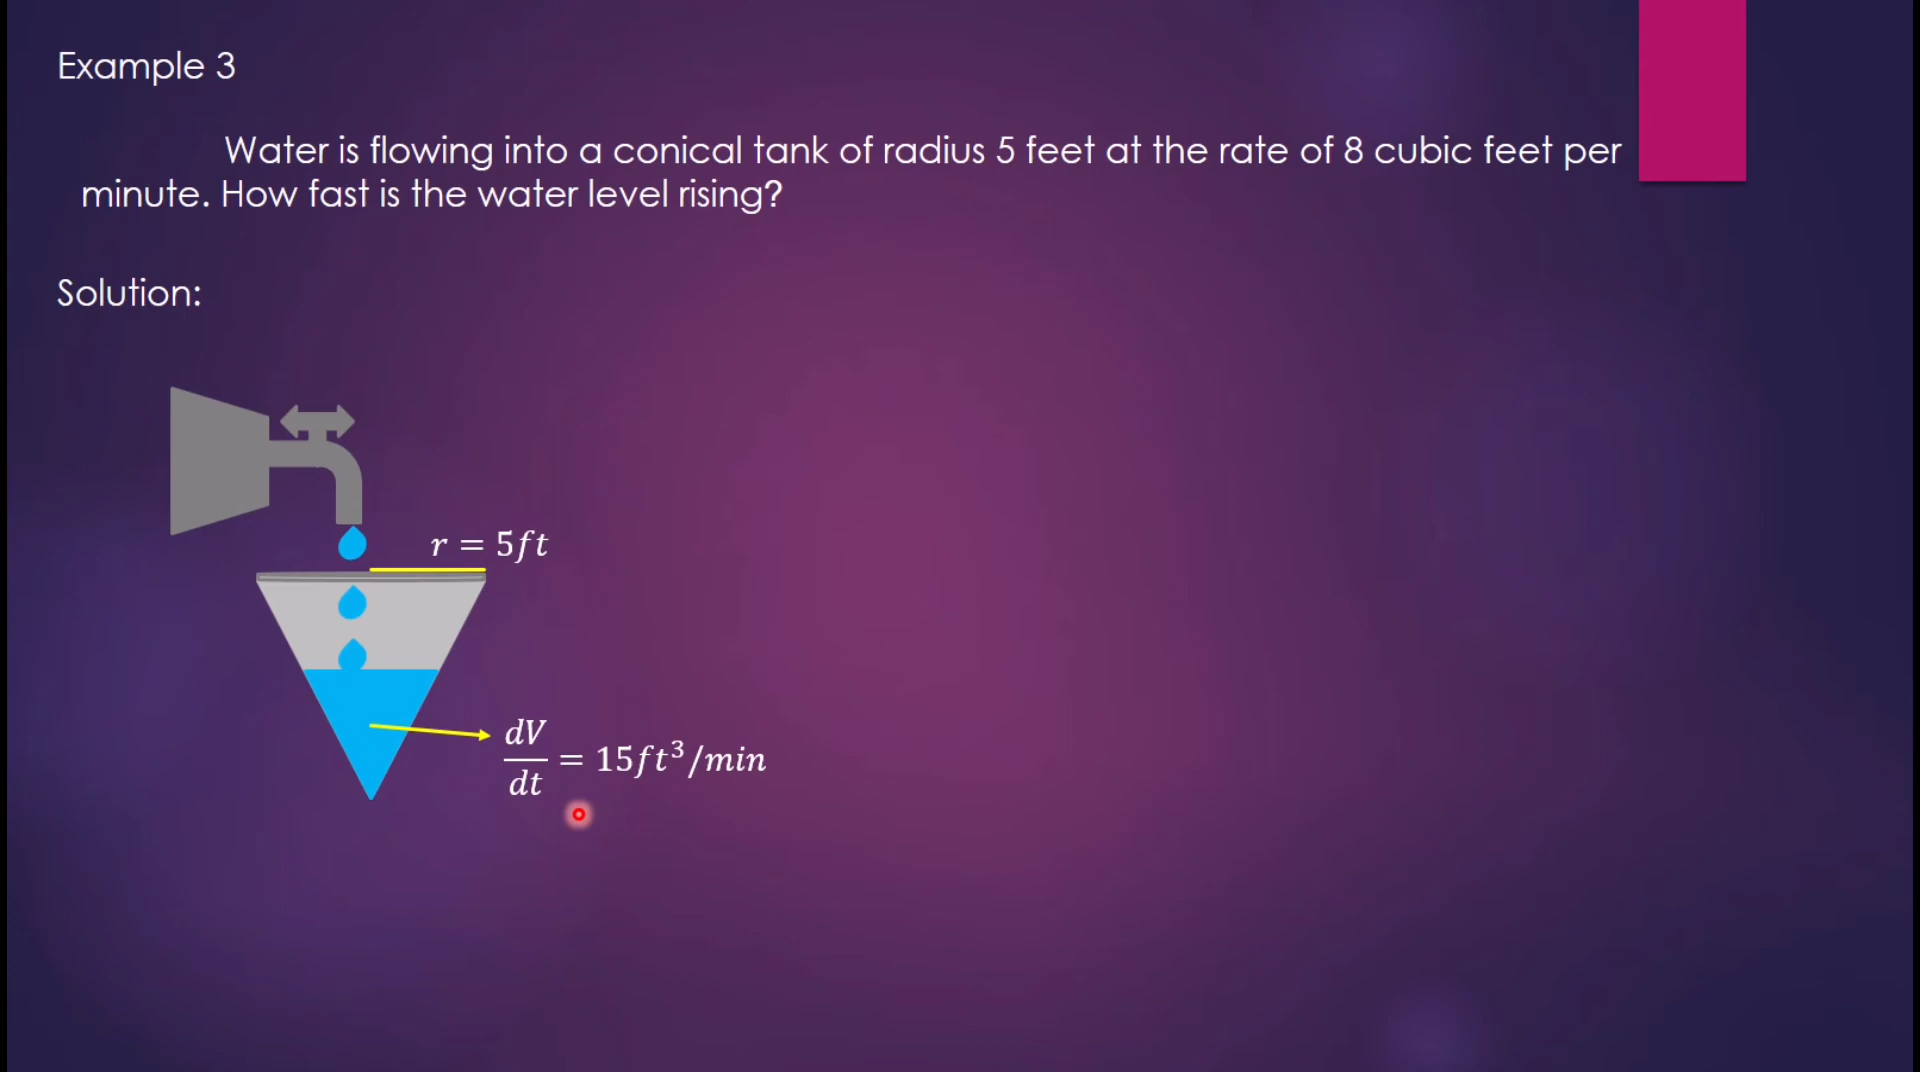 Example 3
Water is flowing into a conical tank of radius 5 feet at the rate of 8 cubic feet per
minute. How fast is the water level rising?
Solution:
r = 5ft
dV/dt = 15ft³/min